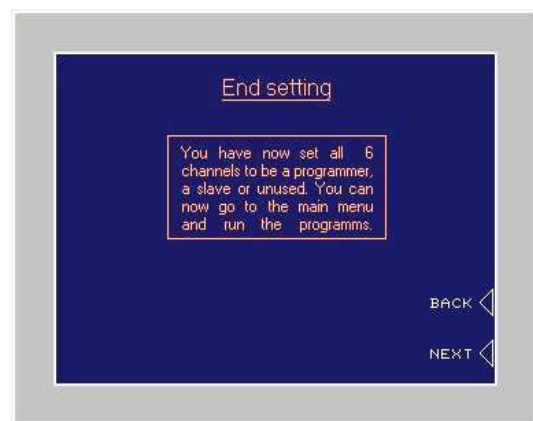 End setting
You have now set all 6
channels to be a programmer,
a slave or unused. You can
now go to the main menu
and run the programms.
BACK
NEXT